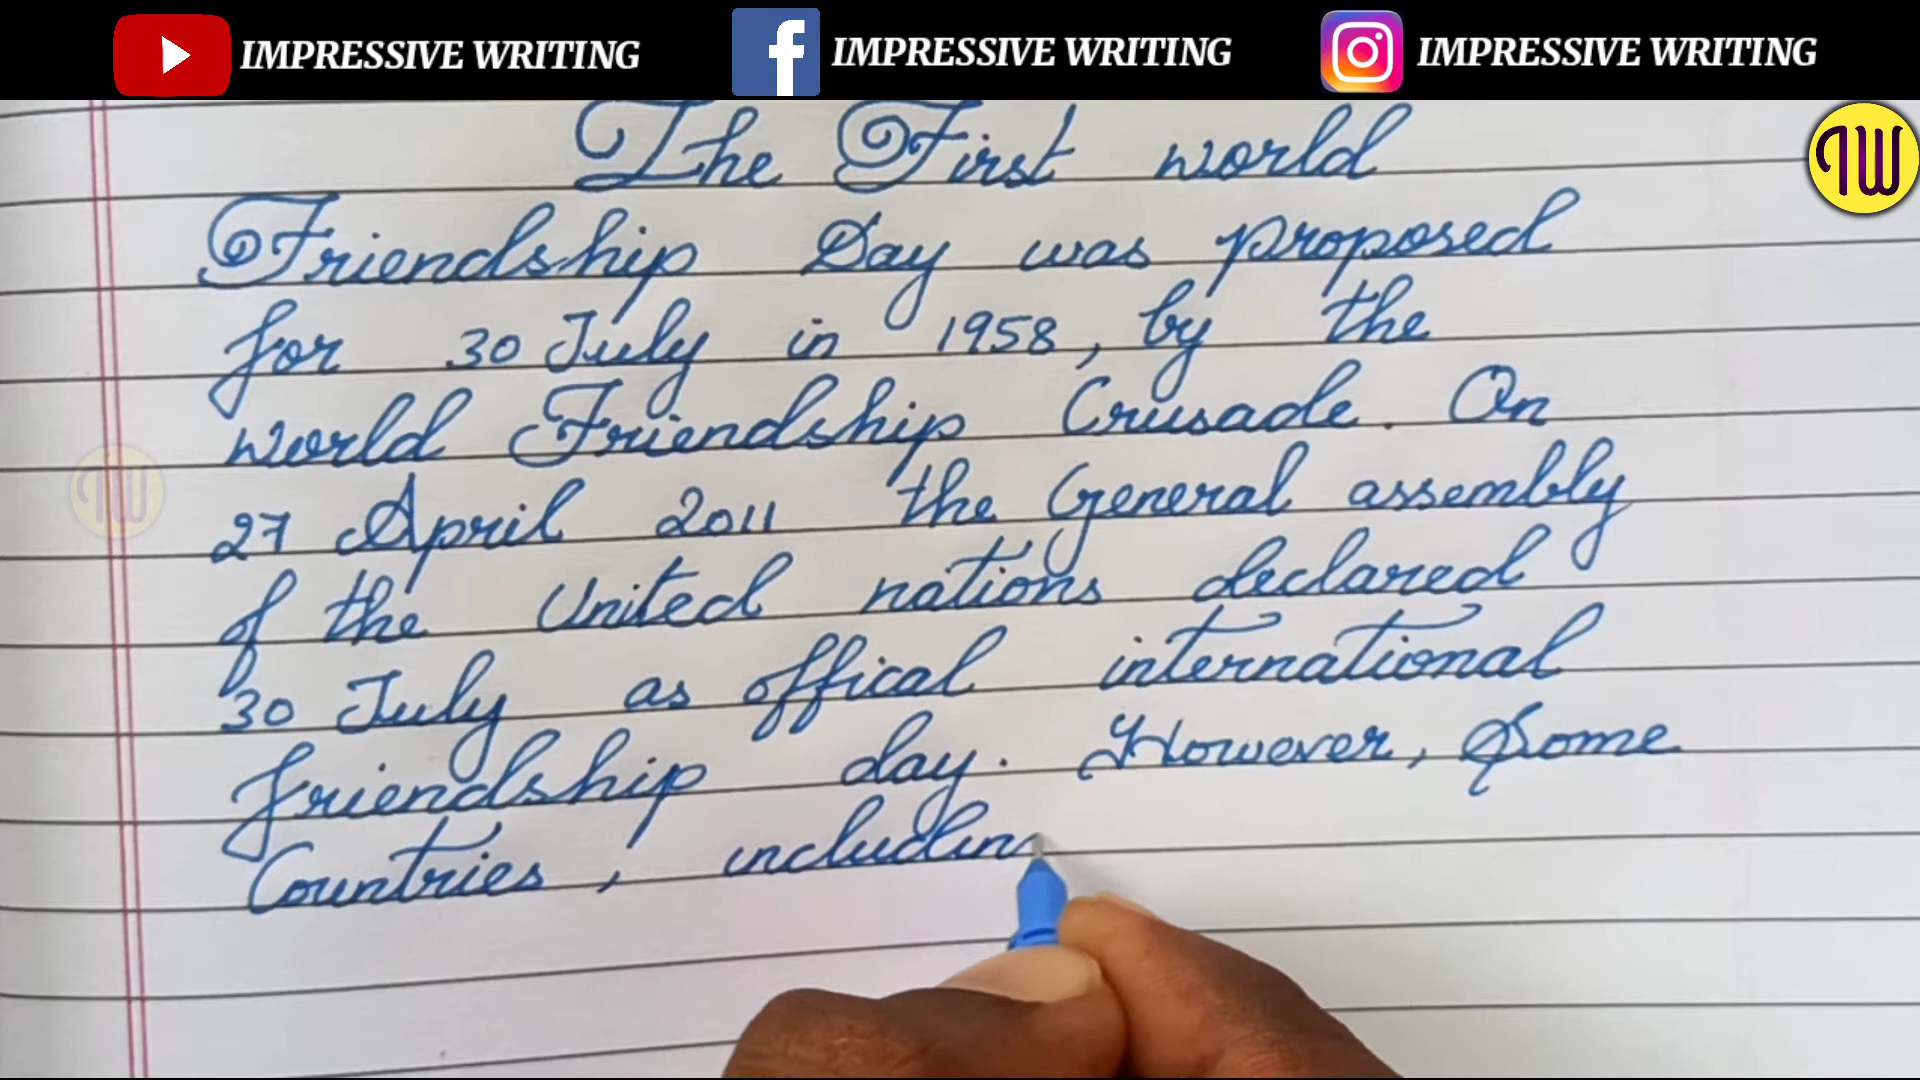 IMPRESSIVE WRITING IMPRESSIVE WRITING IMPRESSIVE WRITING
IW
The First world
Friendship Day was proposed
for 30 July in 1958, by the
world Friendship Crusade. On
27 April 2011 the General assembly
of the United nations declared
30 July as offical international
friendship day. However, Some
Countries, includin